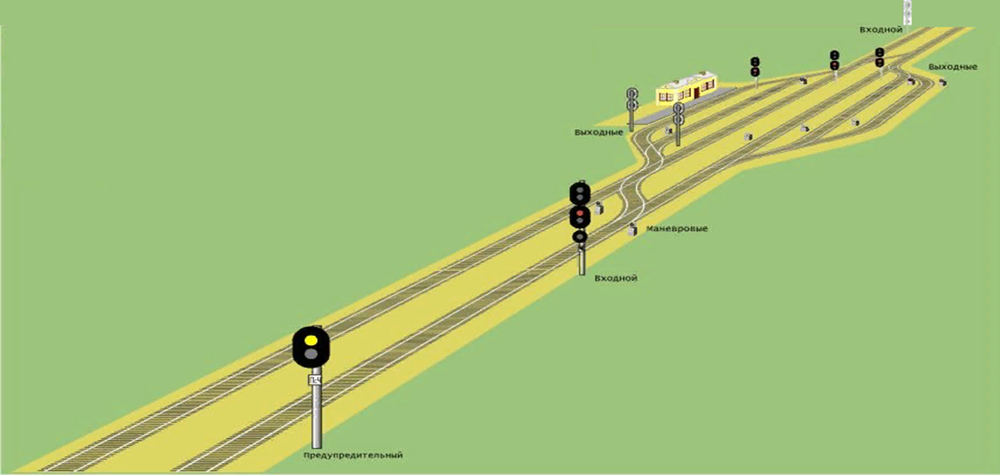 Входной
Выходные
Выходные
Маневровые
Входной
Предупредительный